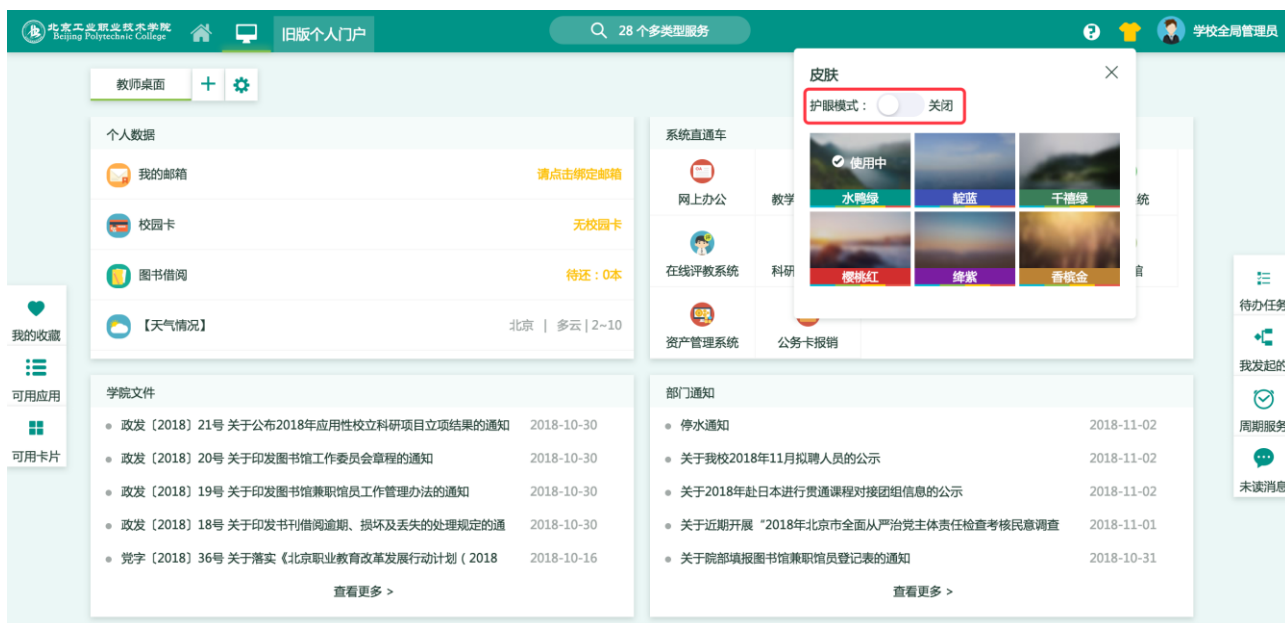 北京工业职业技术学院
Beijing Polytechnic College
旧版个人门户
28 个多类型服务
学校全局管理员
教师桌面
皮肤
护眼模式：
关闭
使用中
水鸭绿
靛蓝
千禧绿
樱桃红
绛紫
香槟金
个人数据
我的邮箱
请点击绑定邮箱
校园卡
无校园卡
图书借阅
待还：0本
【天气情况】
北京 | 多云|2~10
系统直通车
网上办公
教学
统
在线评教系统
科研
资产管理系统
公务卡报销
我的收藏
可用应用
可用卡片
待办任务
我发起的
周期服务
未读消息
学院文件
政发〔2018〕21号 关于公布2018年应用性校立科研项目立项结果的通知 2018-10-30
政发〔2018〕20号 关于印发图书馆工作委员会章程的通知 2018-10-30
政发〔2018〕19号 关于印发图书馆兼职馆员工作管理办法的通知 2018-10-30
政发〔2018〕18号 关于印发书刊借阅逾期、损坏及丢失的处理规定的通 2018-10-30
党字〔2018〕36号 关于落实《北京职业教育改革发展行动计划（2018 2018-10-16
查看更多 >
部门通知
停水通知 2018-11-02
关于我校2018年11月拟聘人员的公示 2018-11-02
关于2018年赴日本进行贯通课程对接团组信息的公示 2018-11-02
关于近期开展“2018年北京市全面从严治党主体责任检查考核民意调查 2018-11-01
关于院部填报图书馆兼职馆员登记表的通知 2018-10-31
查看更多 >